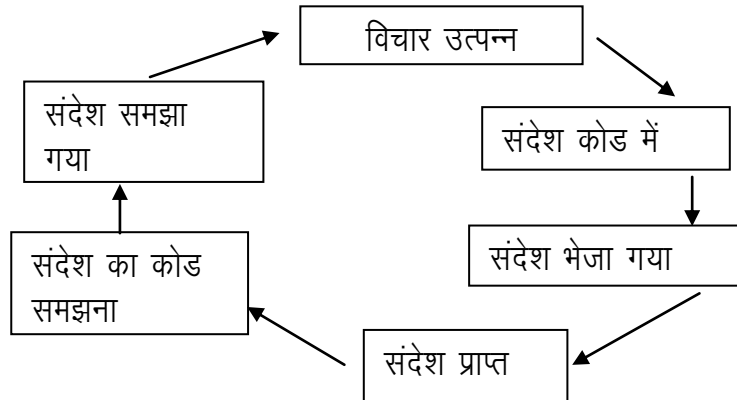 विचार उत्पन्न
संदेश कोड में
संदेश भेजा गया
संदेश प्राप्त
संदेश का कोड
समझना
संदेश समझा
गया